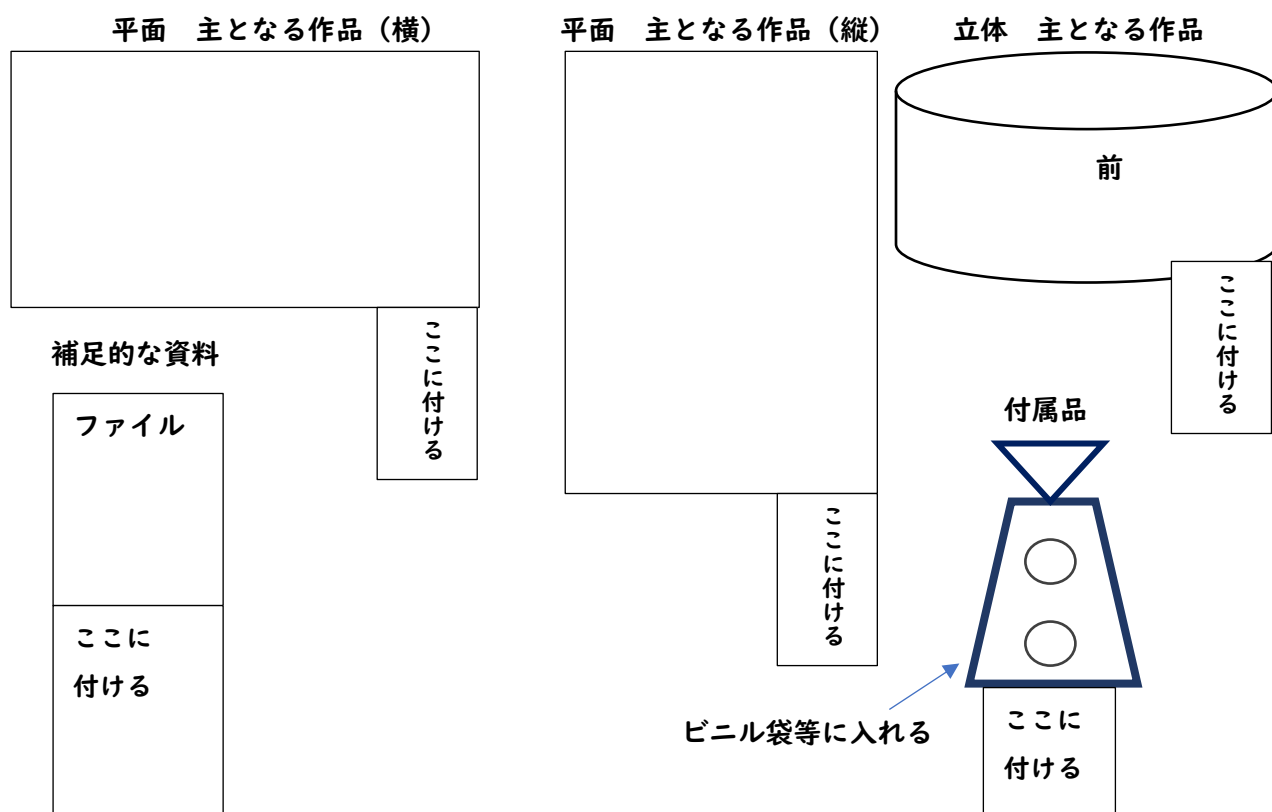 平面　主となる作品（横）
平面　主となる作品（縦）
立体　主となる作品
前
ここに付ける
補足的な資料
ファイル
ここに
付ける
ここに付ける
ここに付ける
付属品
ビニル袋等に入れる
ここに
付ける